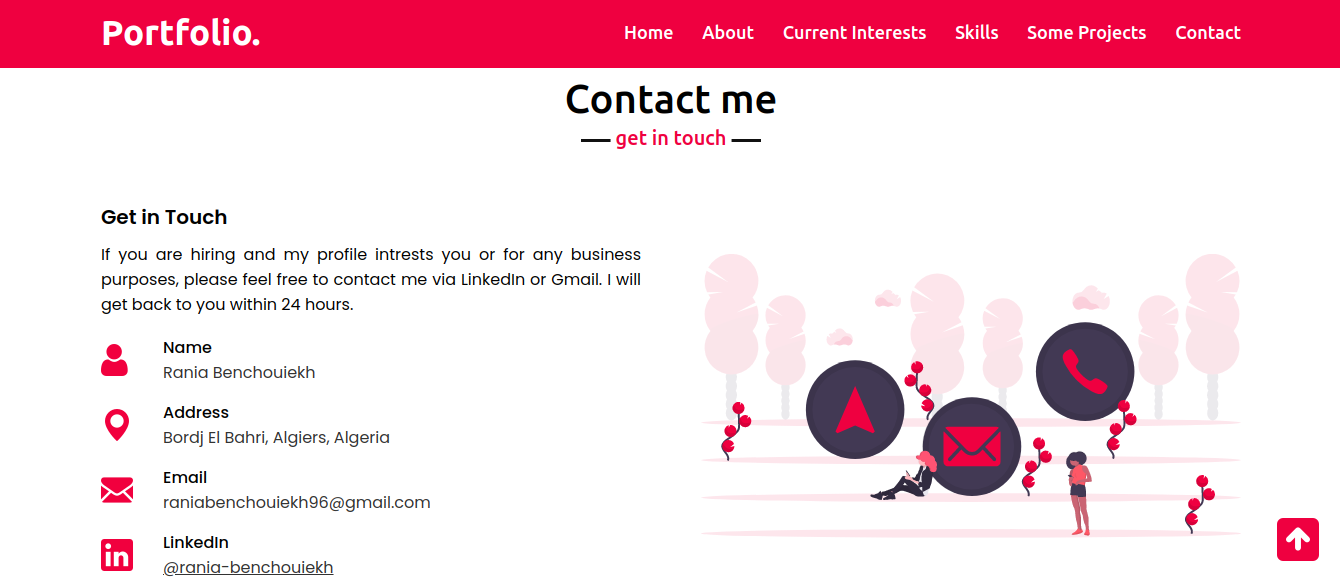 Portfolio.
Home About Current Interests Skills Some Projects Contact
Contact me
get in touch
Get in Touch
If you are hiring and my profile intrests you or for any business
purposes, please feel free to contact me via LinkedIn or Gmail. I will
get back to you within 24 hours.
Name
Rania Benchouiekh
Address
Bordj El Bahri, Algiers, Algeria
Email
raniabenchouiekh96@gmail.com
LinkedIn
@rania-benchouiekh